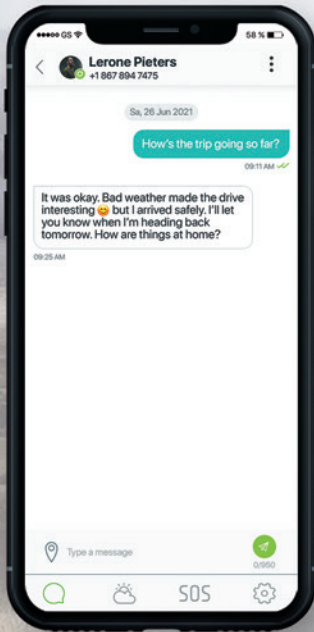 GS
58 %
Lerone Pieters
+1 867 894 7475
Sa, 26 Jun 2021
How's the trip going so far?
09:11 AM
It was okay. Bad weather made the drive
interesting 😊 but I arrived safely. I'll let
you know when I'm heading back
tomorrow. How are things at home?
09:25 AM
Type a message
0/960
SOS